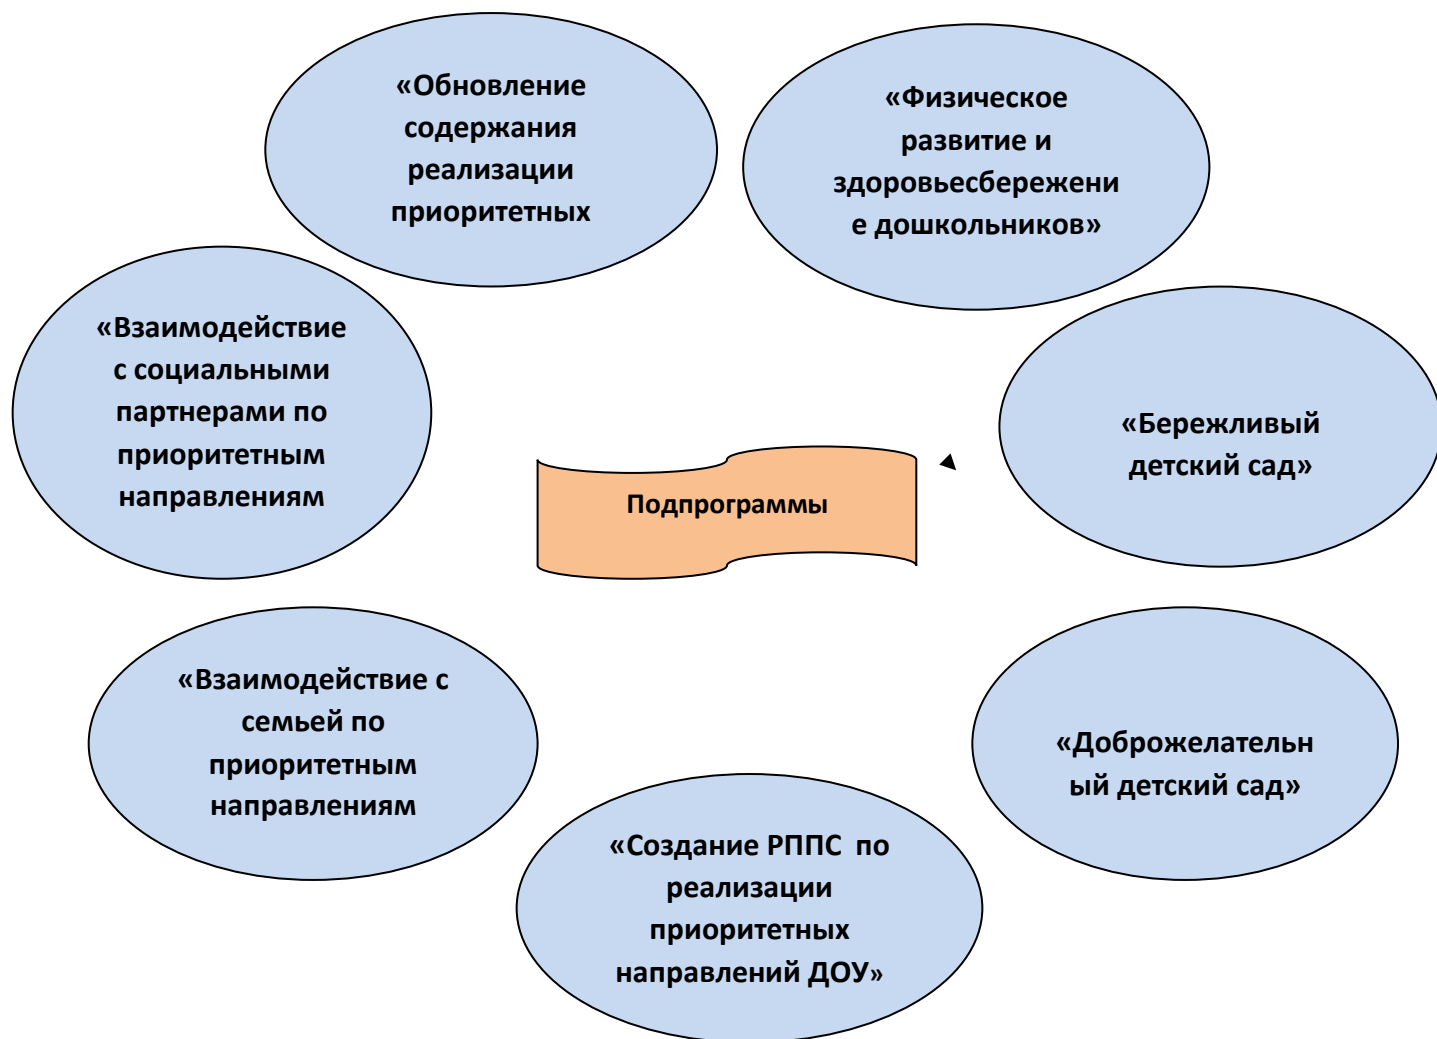 «Обновление
содержания
реализации
приоритетных
«Физическое
развитие и
здоровьесбережени
е дошкольников»
«Взаимодействие
с социальными
партнерами по
приоритетным
направлениям
«Бережливый
детский сад»
Подпрограммы
«Взаимодействие с
семьей по
приоритетным
направлениям
«Доброжелательн
ый детский сад»
«Создание РППС  по
реализации
приоритетных
направлений ДОУ»